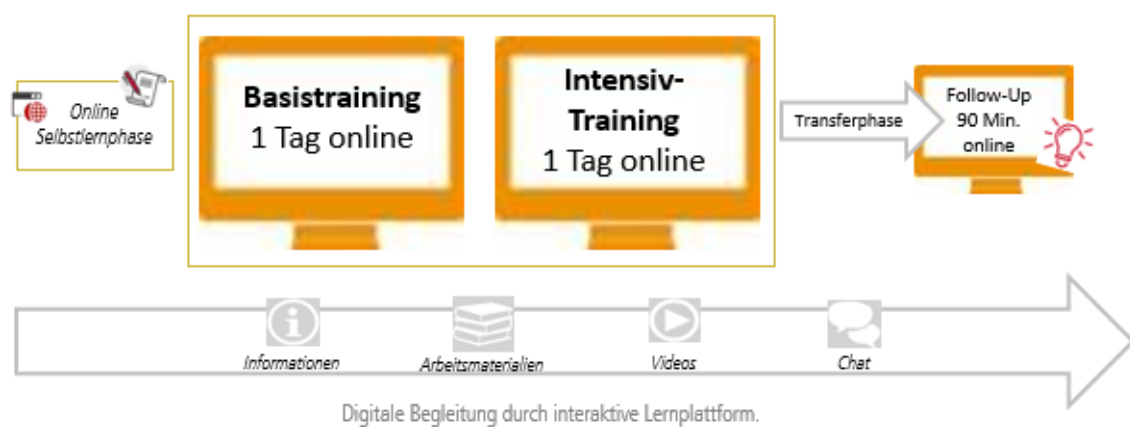 Online
Selbstlernphase
Basistraining
1 Tag online
Intensiv-
Training
1 Tag online
Transferphase
Follow-Up
90 Min.
online
Informationen
Arbeitsmaterialien
Videos
Chat
Digitale Begleitung durch interaktive Lernplattform.